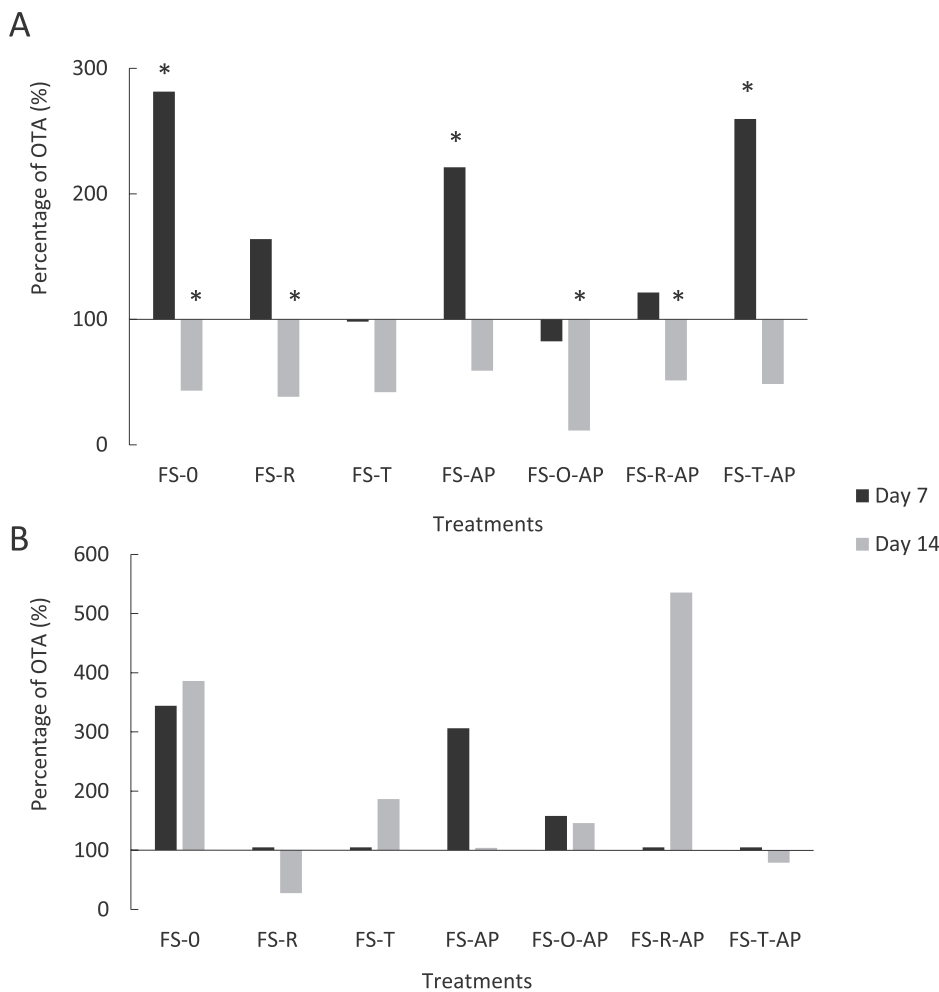 A
Percentage of OTA (%)
300
200
100
0
* * * * * * * *
FS-0 FS-R FS-T FS-AP FS-O-AP FS-R-AP FS-T-AP
Treatments
Day 7
Day 14
B
Percentage of OTA (%)
600
500
400
300
200
100
0
FS-0 FS-R FS-T FS-AP FS-O-AP FS-R-AP FS-T-AP
Treatments